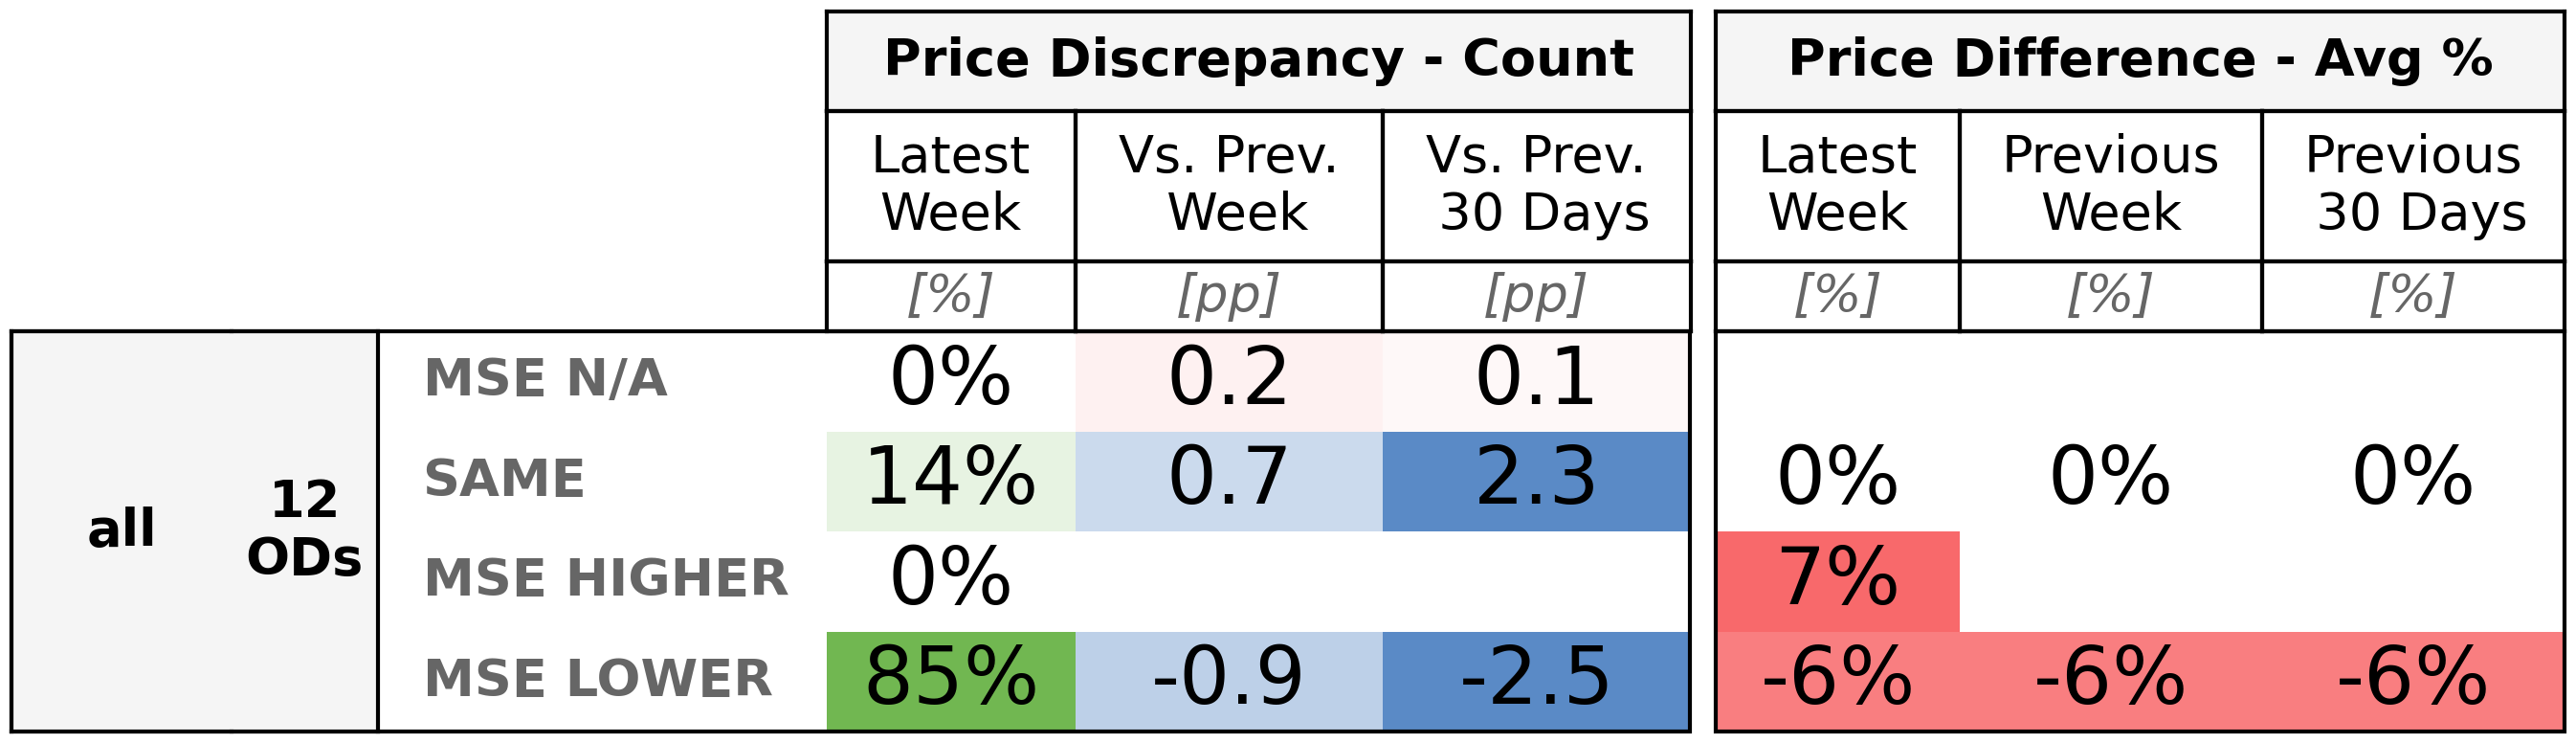 Price Discrepancy - Count Price Difference - Avg %
Latest Week Vs. Prev. Week Vs. Prev. 30 Days Latest Week Previous Week Previous 30 Days
[%] [pp] [pp] [%] [%] [%]
all 12 ODs
MSE N/A 0% 0.2 0.1
SAME 14% 0.7 2.3 0% 0% 0%
MSE HIGHER 0% 7%
MSE LOWER 85% -0.9 -2.5 -6% -6% -6%